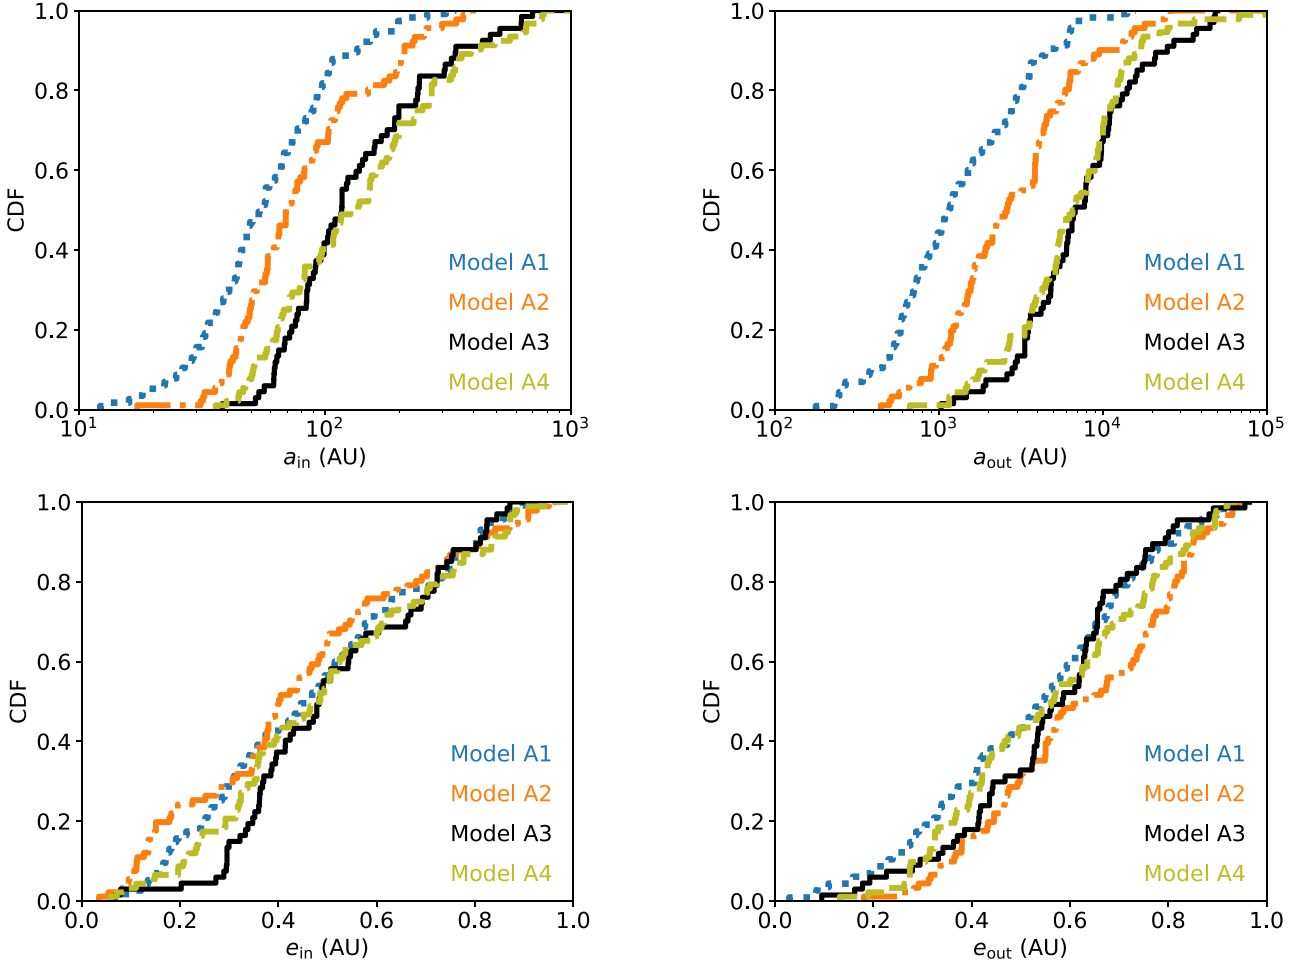 1.0
0.8
0.6
0.4
0.2
0.0
CDF
Model A1
Model A2
Model A3
Model A4
10^1
10^2
10^3
a_in (AU)
1.0
0.8
0.6
0.4
0.2
0.0
CDF
Model A1
Model A2
Model A3
Model A4
10^2
10^3
10^4
10^5
a_out (AU)
1.0
0.8
0.6
0.4
0.2
0.0
CDF
Model A1
Model A2
Model A3
Model A4
0.0 0.2 0.4 0.6 0.8 1.0
e_in (AU)
1.0
0.8
0.6
0.4
0.2
0.0
CDF
Model A1
Model A2
Model A3
Model A4
0.0 0.2 0.4 0.6 0.8 1.0
e_out (AU)